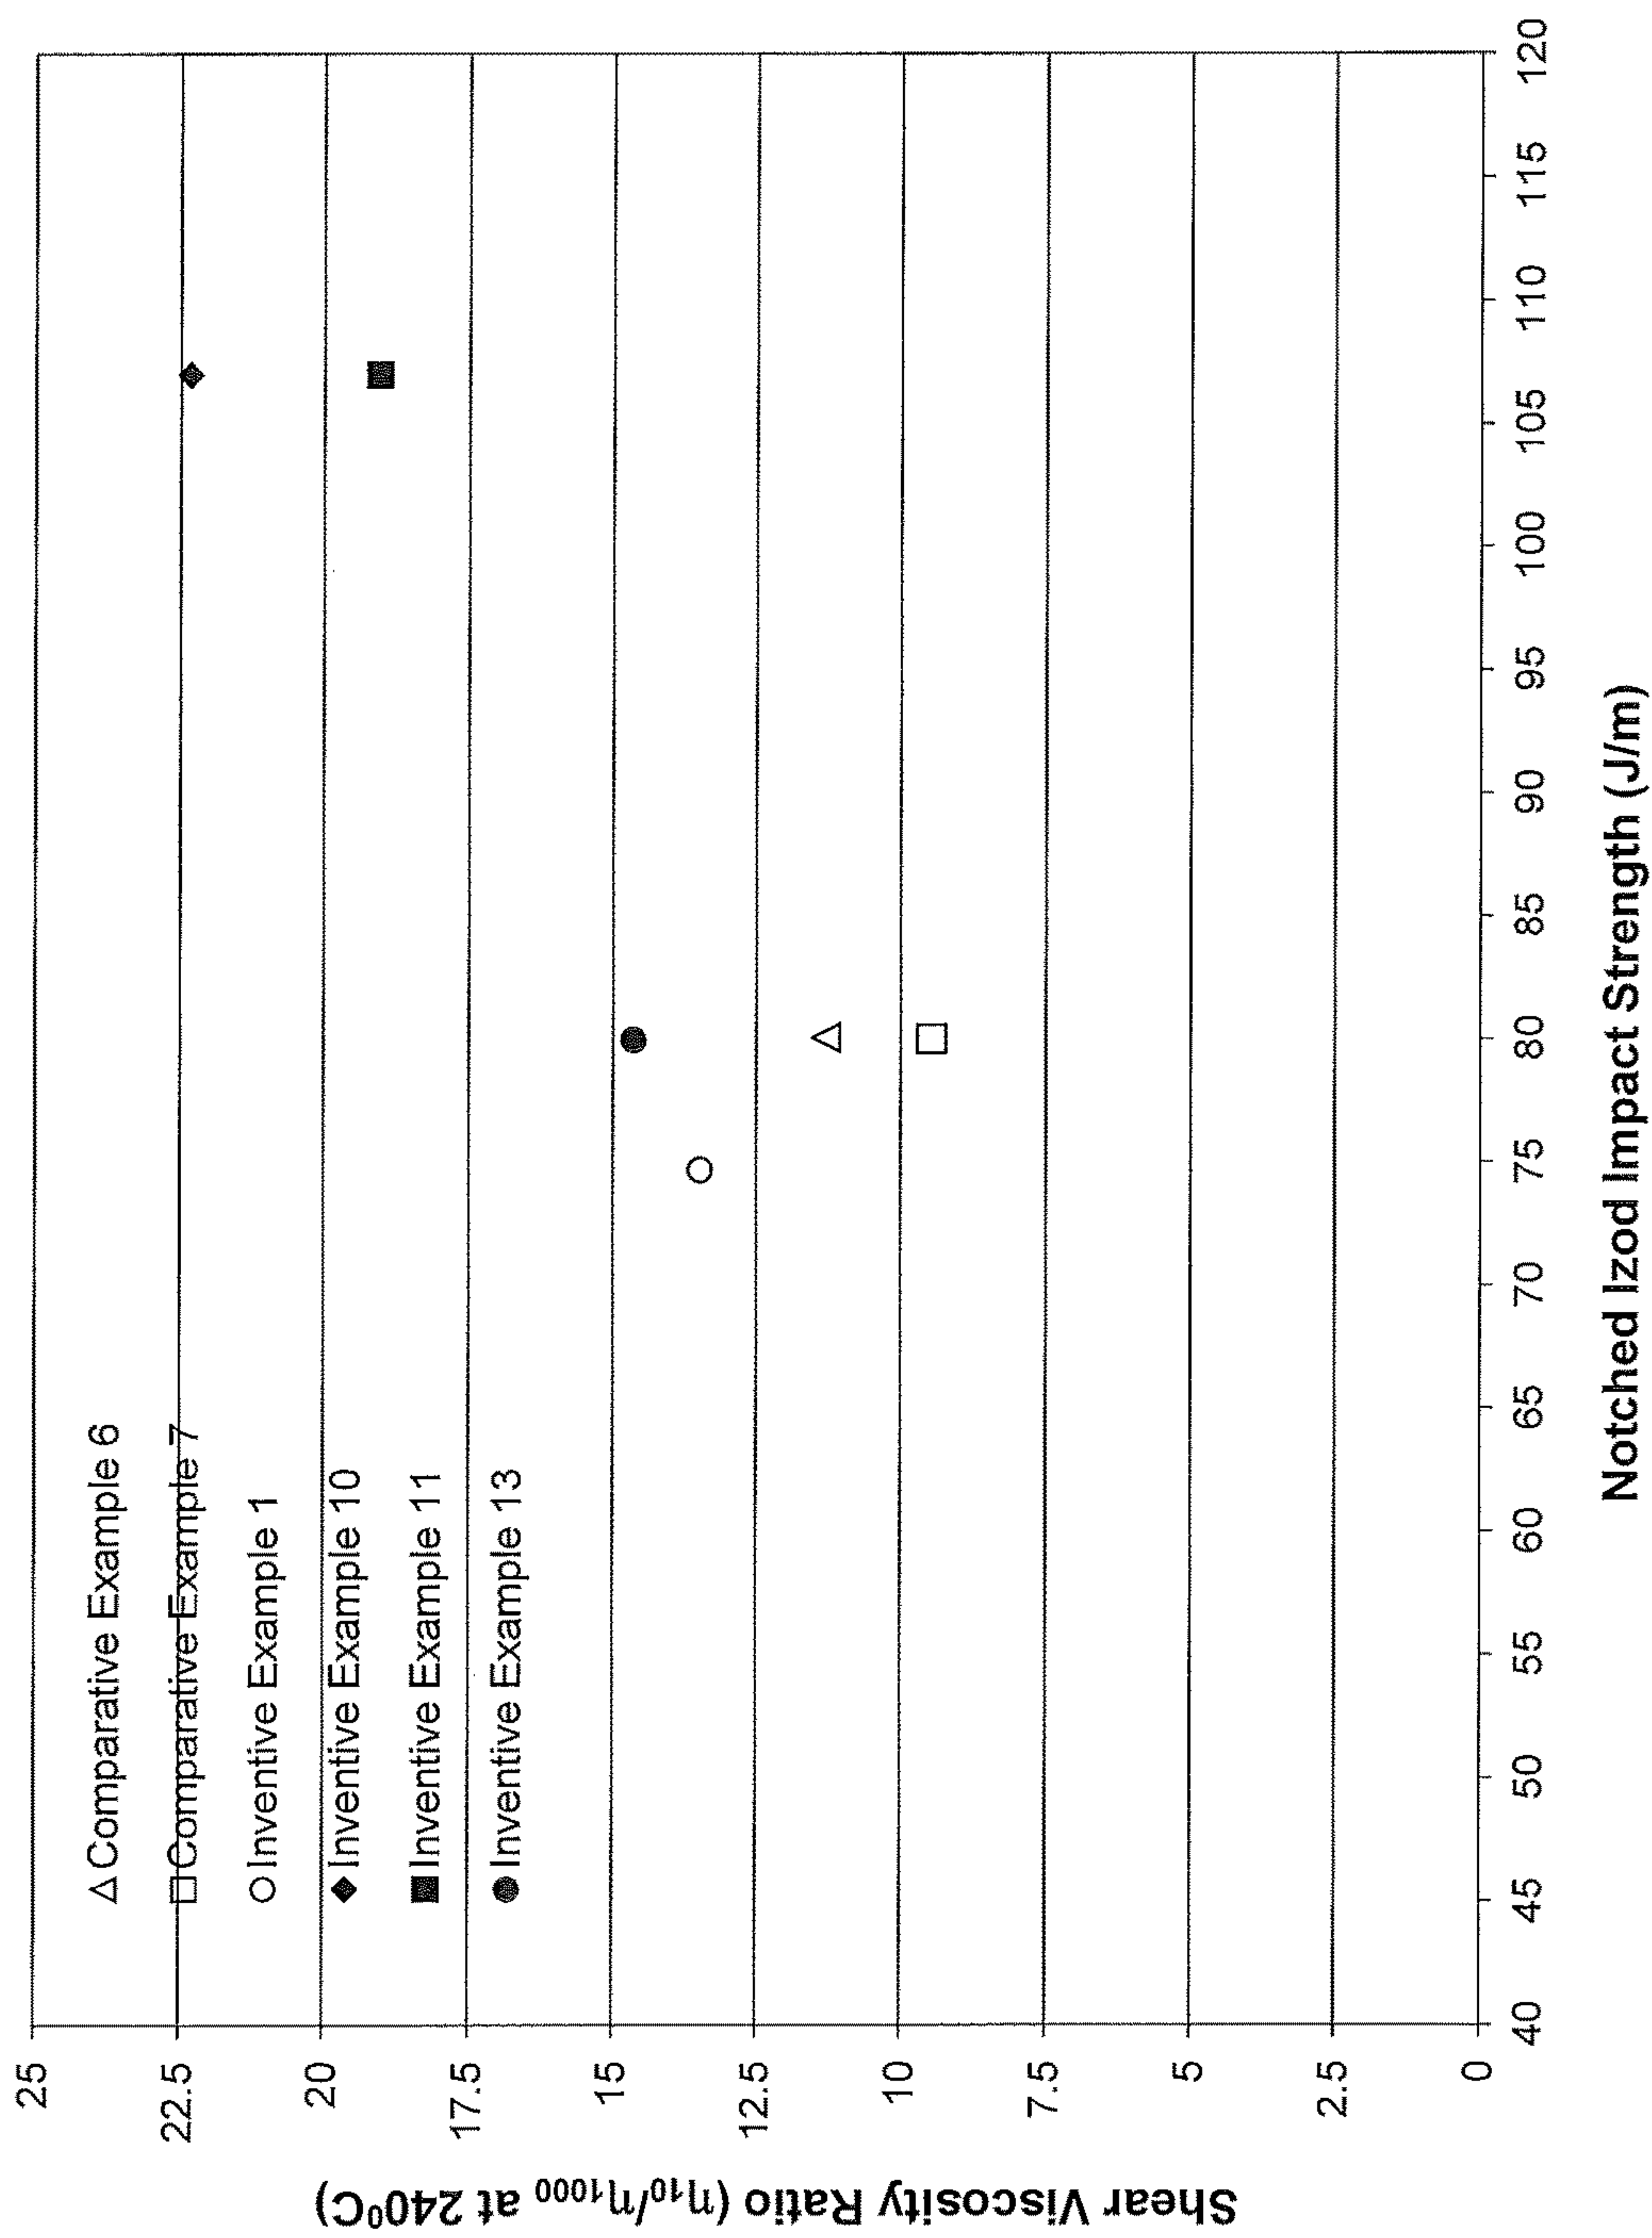 25
22.5
20
17.5
15
12.5
10
7.5
5
2.5
0
Shear Viscosity Ratio (η10/η1000 at 240⁰C)
△ Comparative Example 6
□ Comparative Example 7
○ Inventive Example 1
◆ Inventive Example 10
■ Inventive Example 11
● Inventive Example 13
40 45 50 55 60 65 70 75 80 85 90 95 100 105 110 115 120
Notched Izod Impact Strength (J/m)